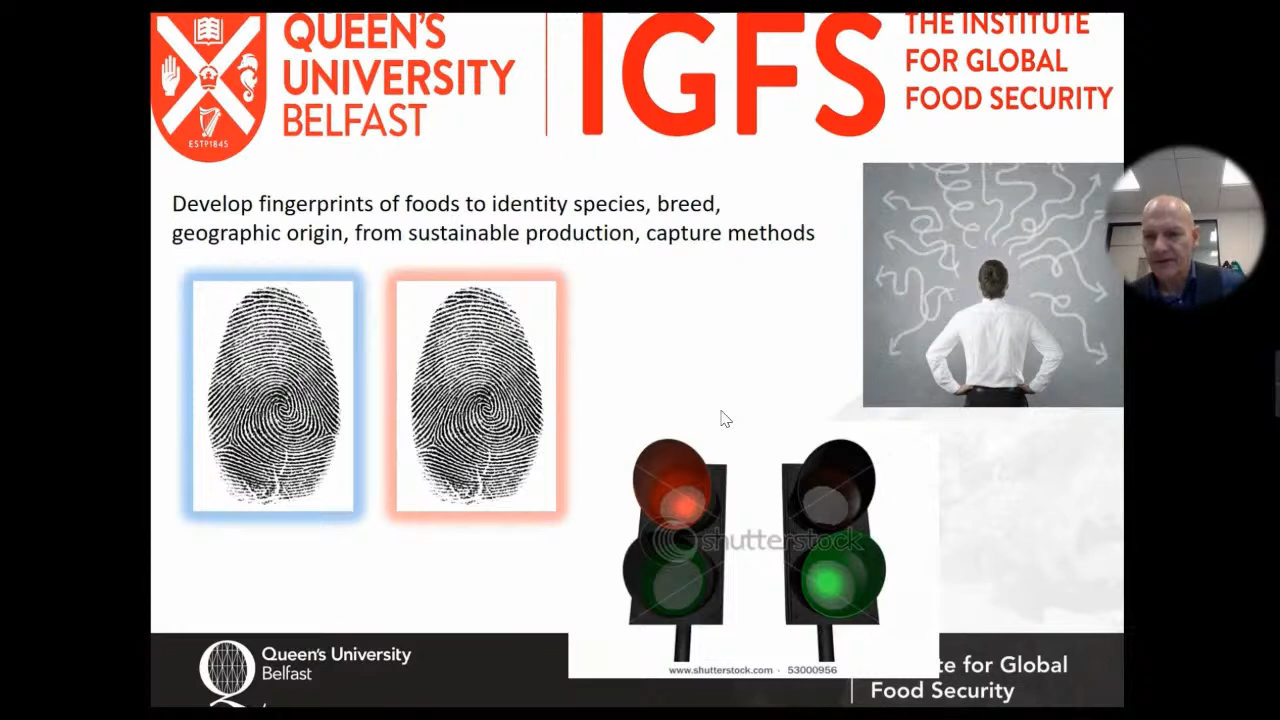 QUEEN'S
UNIVERSITY
BELFAST
ESTD1845
IGFS
THE INSTITUTE
FOR GLOBAL
FOOD SECURITY
Develop fingerprints of foods to identity species, breed,
geographic origin, from sustainable production, capture methods
shutterstock
www.shutterstock.com · 53000956
Queen's University
Belfast
te for Global
Food Security